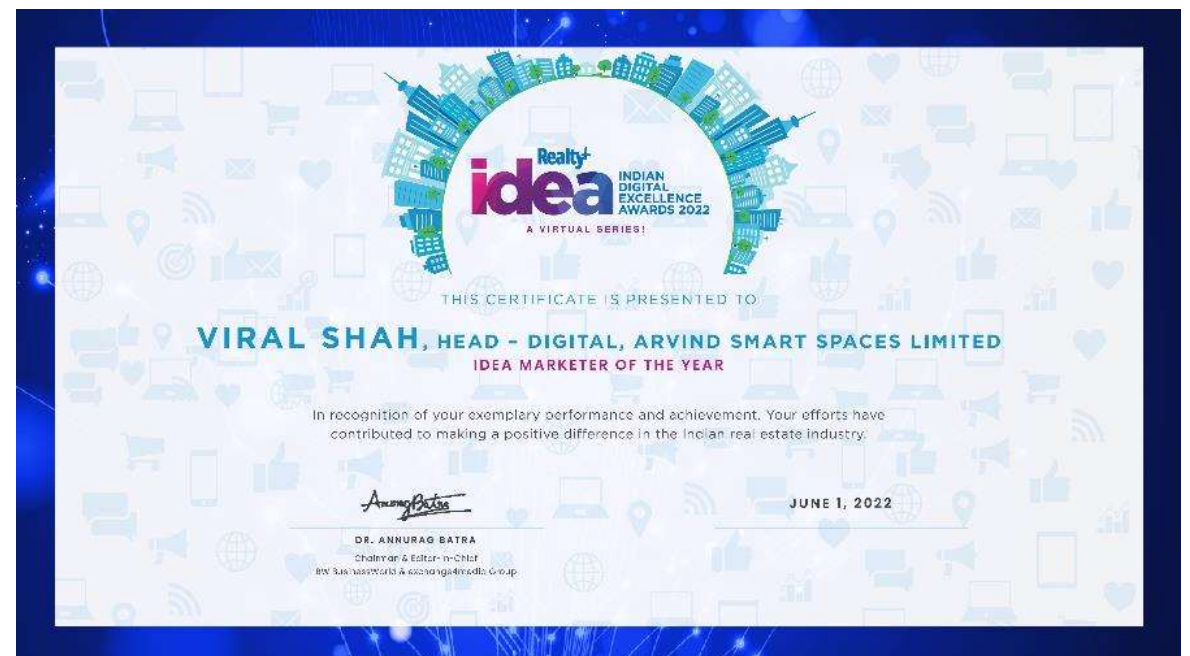 Realty+
idea
INDIAN
DIGITAL
EXCELLENCE
AWARDS 2022
A VIRTUAL SERIES!
THIS CERTIFICATE IS PRESENTED TO
VIRAL SHAH, HEAD – DIGITAL, ARVIND SMART SPACES LIMITED
IDEA MARKETER OF THE YEAR
In recognition of your exemplary performance and achievement. Your efforts have
contributed to making a positive difference in the Indian real estate industry.
Anurag Batra
JUNE 1, 2022
DR. ANNURAG BATRA
Chairman & Editor-in-Chief
BW BusinessWorld & exchange4media Group